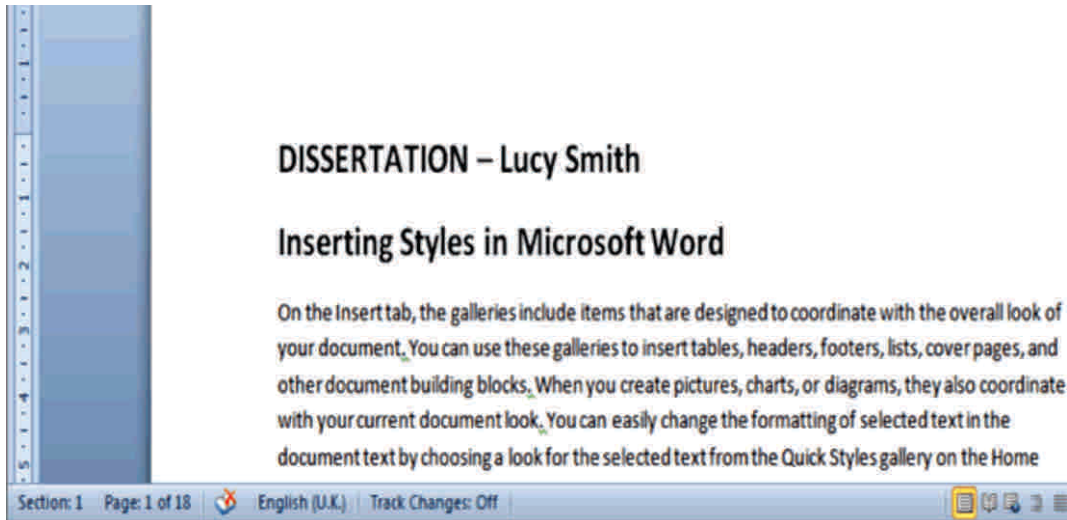 DISSERTATION – Lucy Smith
Inserting Styles in Microsoft Word
On the Insert tab, the galleries include items that are designed to coordinate with the overall look of
your document. You can use these galleries to insert tables, headers, footers, lists, cover pages, and
other document building blocks. When you create pictures, charts, or diagrams, they also coordinate
with your current document look. You can easily change the formatting of selected text in the
document text by choosing a look for the selected text from the Quick Styles gallery on the Home
Section: 1 Page: 1 of 18 English (U.K.) Track Changes: Off